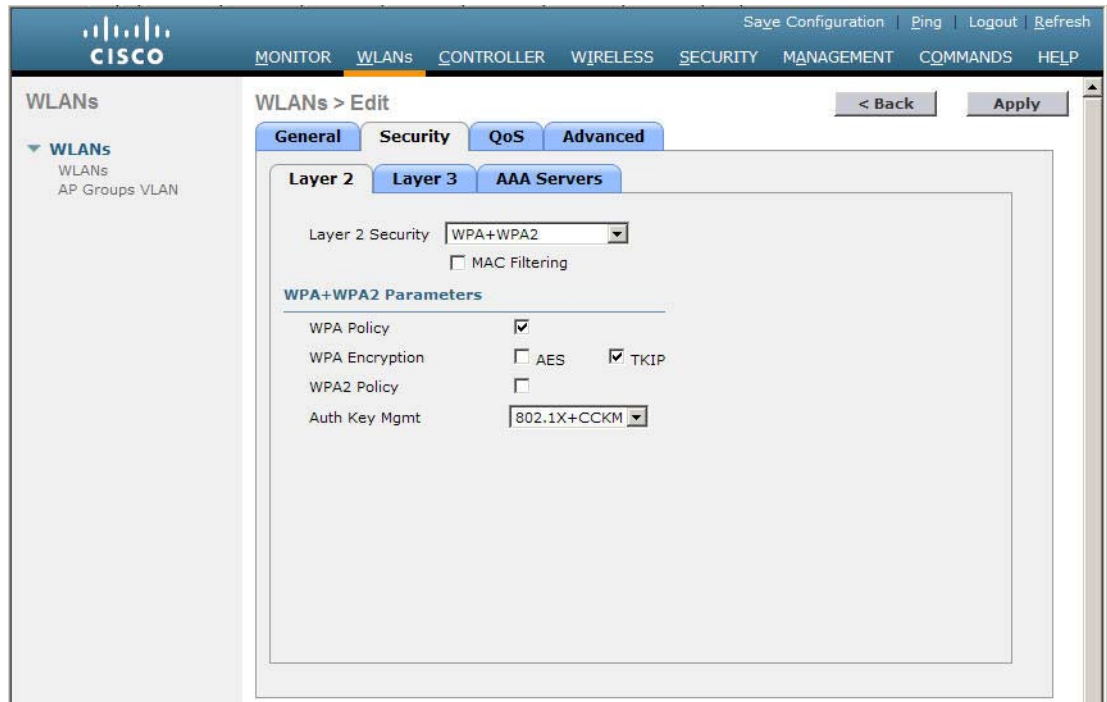 Save Configuration | Ping | Logout | Refresh
CISCO
MONITOR WLANs CONTROLLER WIRELESS SECURITY MANAGEMENT COMMANDS HELP
WLANs
WLANs > Edit
< Back
Apply
WLANs
WLANs
AP Groups VLAN
General Security QoS Advanced
Layer 2 Layer 3 AAA Servers
Layer 2 Security WPA+WPA2
MAC Filtering
WPA+WPA2 Parameters
WPA Policy
WPA Encryption AES TKIP
WPA2 Policy
Auth Key Mgmt 802.1X+CCKM